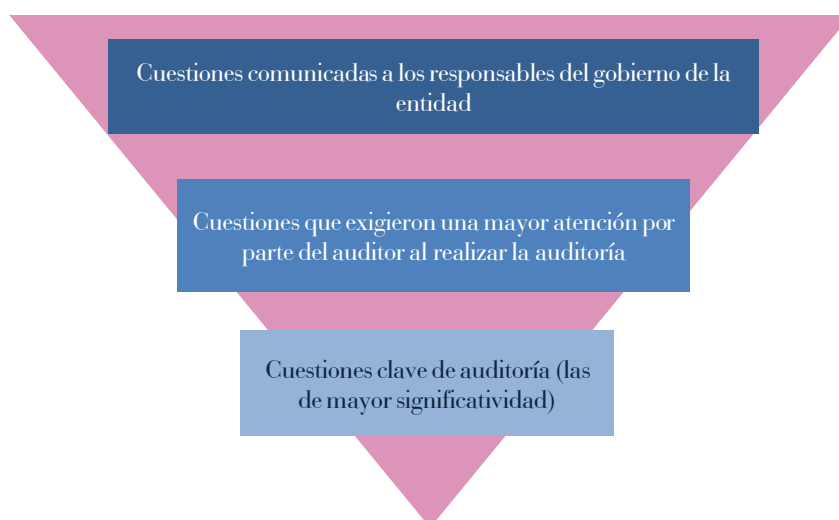 Cuestiones comunicadas a los responsables del gobierno de la
entidad
Cuestiones que exigieron una mayor atención por
parte del auditor al realizar la auditoría
Cuestiones clave de auditoría (las
de mayor significatividad)